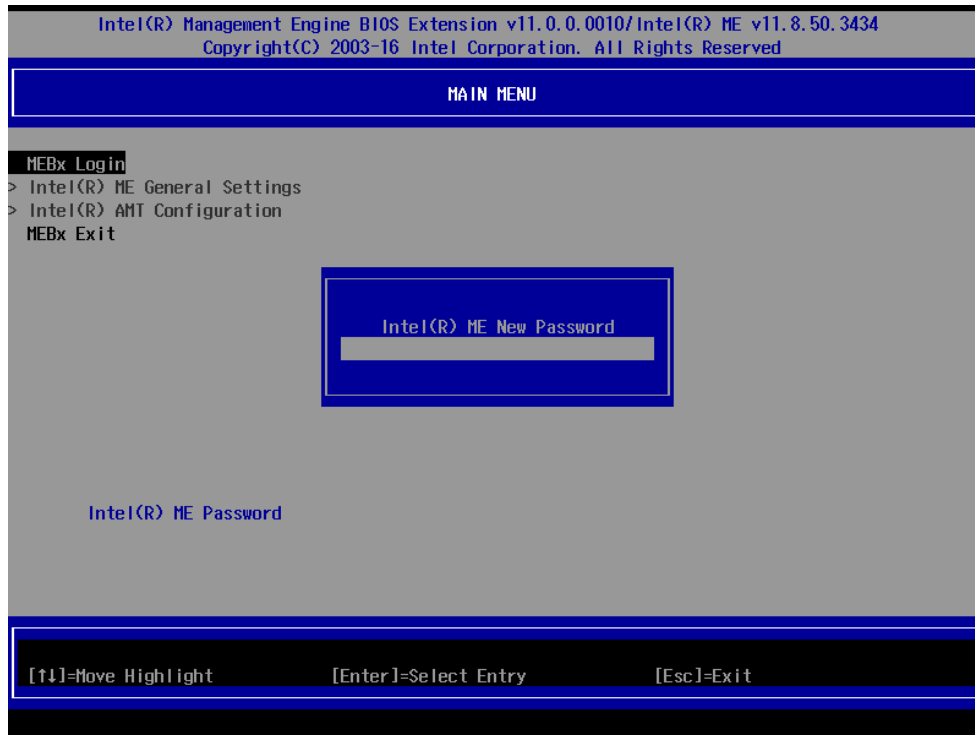 Intel(R) Management Engine BIOS Extension v11.0.0.0010/Intel(R) ME v11.8.50.3434
Copyright(C) 2003-16 Intel Corporation. All Rights Reserved
MAIN MENU
MEBx Login
> Intel(R) ME General Settings
> Intel(R) AMT Configuration
MEBx Exit
Intel(R) ME New Password
Intel(R) ME Password
[↑↓]=Move Highlight [Enter]=Select Entry [Esc]=Exit